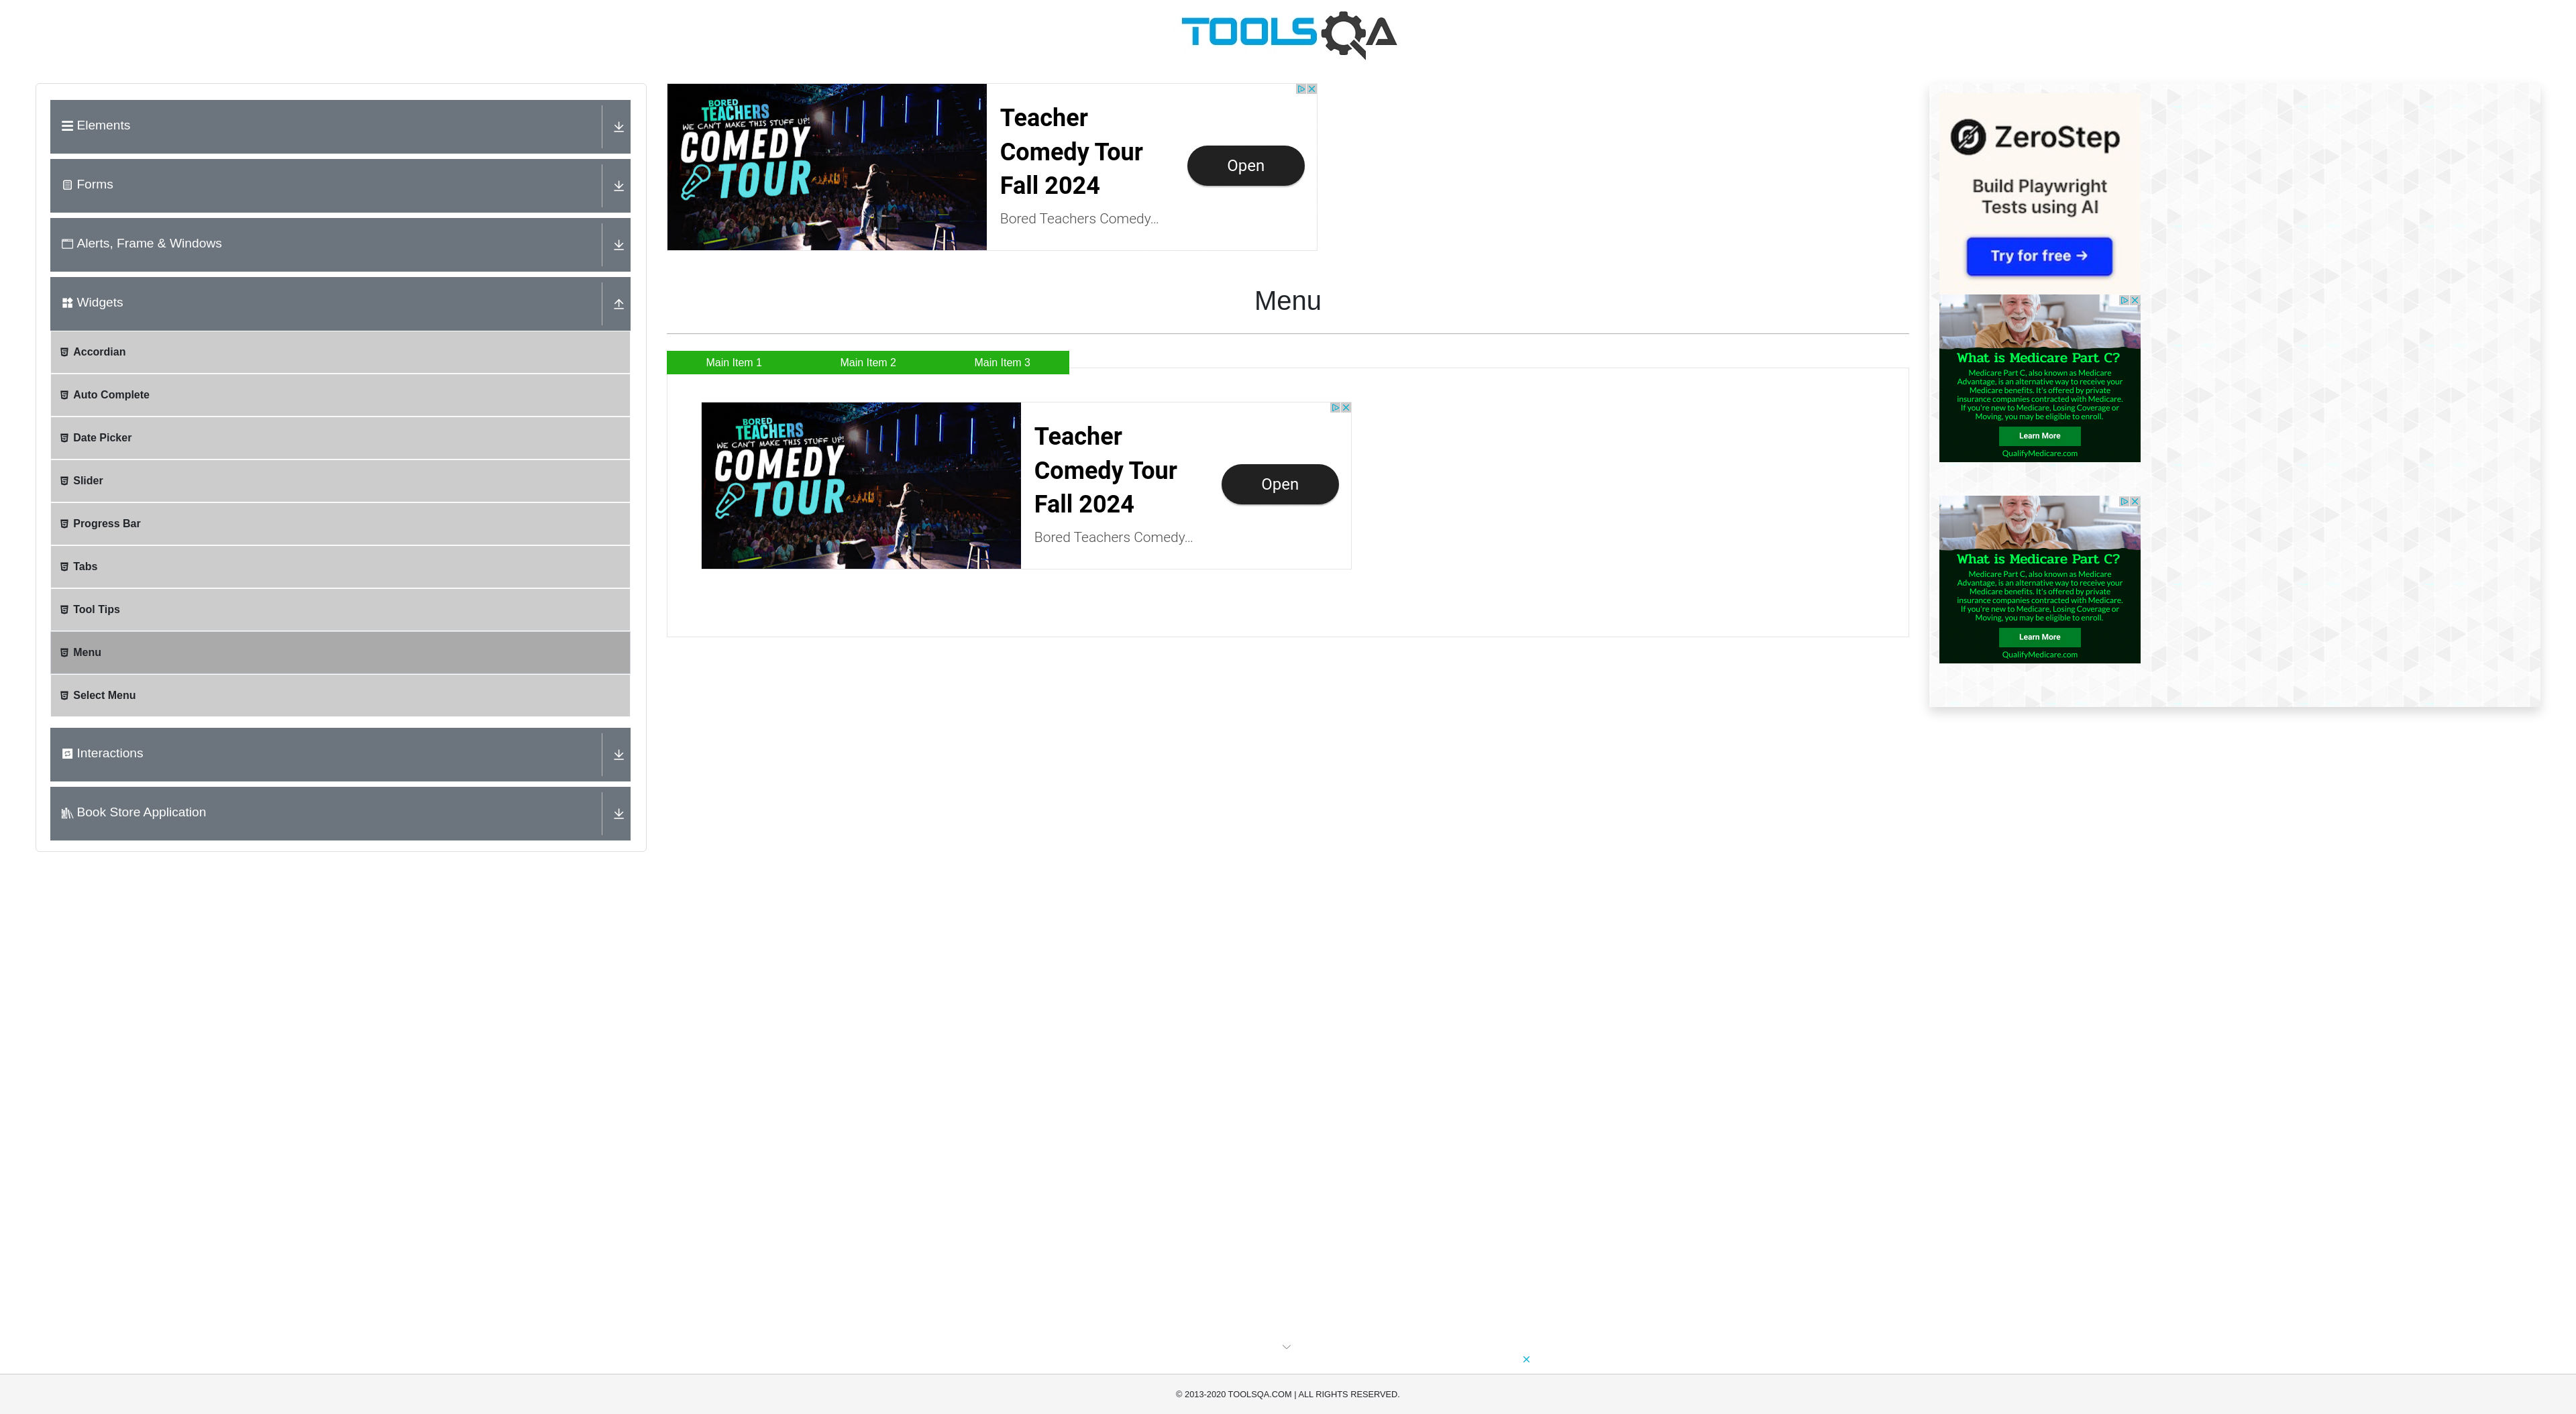 TOOLSQA
Elements
Forms
Alerts, Frame & Windows
Widgets
Accordian
Auto Complete
Date Picker
Slider
Progress Bar
Tabs
Tool Tips
Menu
Select Menu
Interactions
Book Store Application
BORED
TEACHERS
WE CAN'T MAKE THIS STUFF UP!
COMEDY
TOUR
Teacher
Comedy Tour
Fall 2024
Bored Teachers Comedy...
Open
Menu
Main Item 1
Main Item 2
Main Item 3
BORED
TEACHERS
WE CAN'T MAKE THIS STUFF UP!
COMEDY
TOUR
Teacher
Comedy Tour
Fall 2024
Bored Teachers Comedy...
Open
ZeroStep
Build Playwright
Tests using AI
Try for free →
What is Medicare Part C?
Medicare Part C, also known as Medicare
Advantage, is an alternative way to receive your
Medicare benefits. It's offered by private
insurance companies contracted with Medicare.
If you're new to Medicare, Losing Coverage or
Moving, you may be eligible to enroll.
Learn More
QualifyMedicare.com
What is Medicare Part C?
Medicare Part C, also known as Medicare
Advantage, is an alternative way to receive your
Medicare benefits. It's offered by private
insurance companies contracted with Medicare.
If you're new to Medicare, Losing Coverage or
Moving, you may be eligible to enroll.
Learn More
QualifyMedicare.com
© 2013-2020 TOOLSQA.COM | ALL RIGHTS RESERVED.